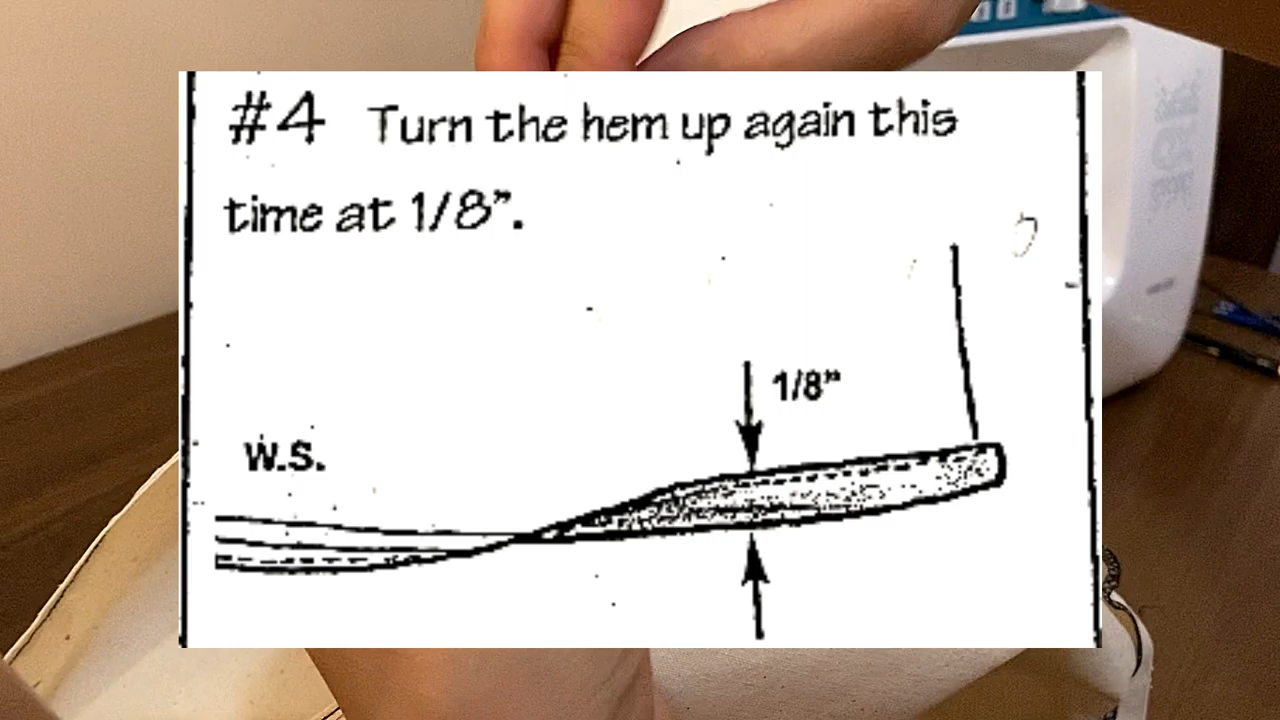 #4 Turn the hem up again this
time at 1/8”.
1/8”
W.S.